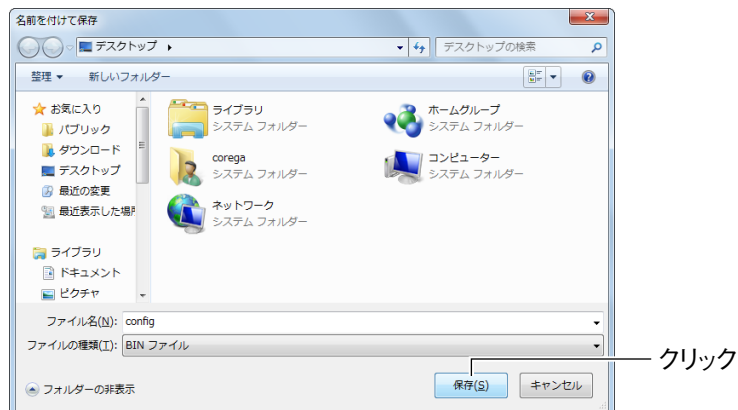 名前を付けて保存
デスクトップ
デスクトップの検索
整理 新しいフォルダー
お気に入り
パブリック
ダウンロード
デスクトップ
最近の変更
最近表示した場所
ライブラリ
ドキュメント
ピクチャ
ライブラリ
システム フォルダー
ホームグループ
システム フォルダー
corega
システム フォルダー
コンピューター
システム フォルダー
ネットワーク
システム フォルダー
ファイル名(N): config
ファイルの種類(T): BIN ファイル
フォルダーの非表示
保存(S) キャンセル
クリック